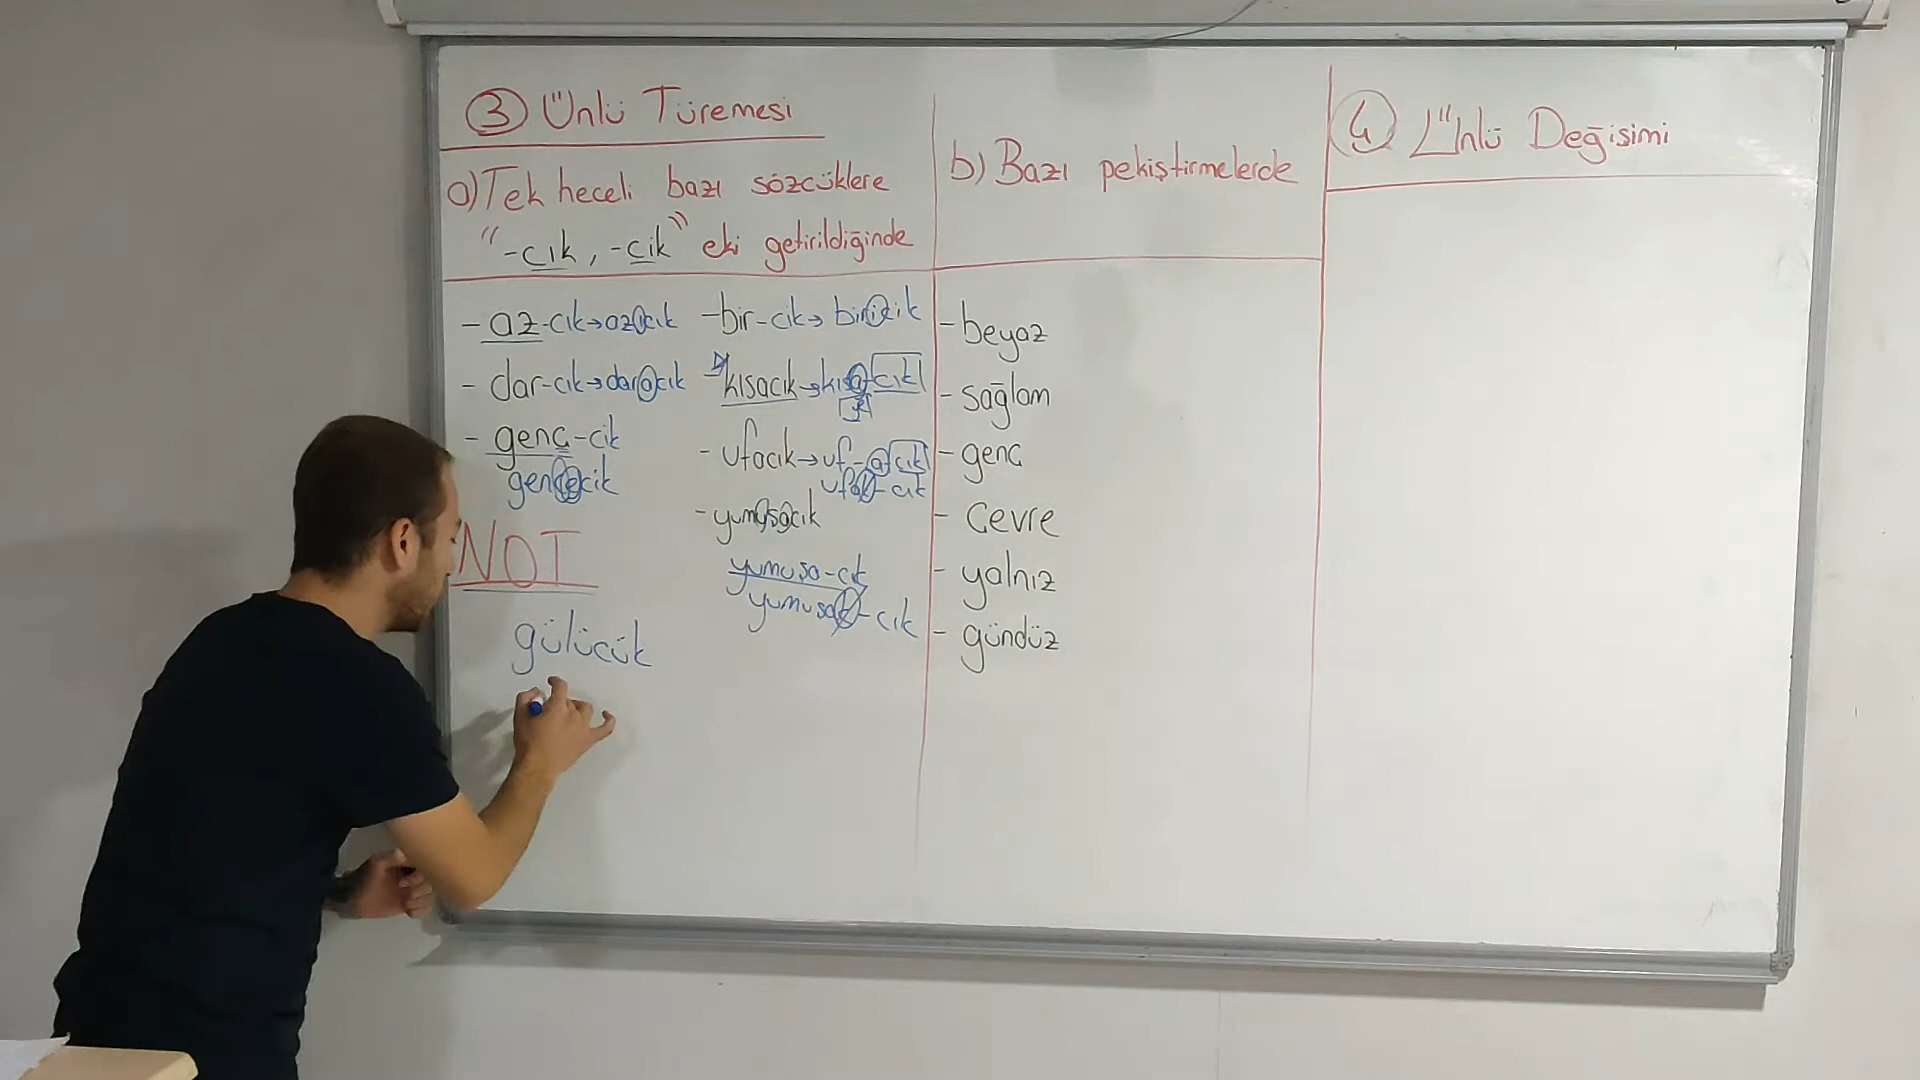 3 Ünlü Türemesi
a) Tek heceli bazı sözcüklere
"-cık, -cik" eki getirildiğinde
- az-cık→azıcık
- dar-cık→daracık
- genç-cik
gencecik
NOT
gülücük
- bir-cik→biricik
- kısacık→kısa-cık
- ufacık→uf-a-cık
ufak-cık
- yumuşacık
yumuşa-cık
yumuşak-cık
b) Bazı pekiştirmelerde
- beyaz
- sağlam
- genç
- çevre
- yalnız
- gündüz
4 Ünlü Değişimi